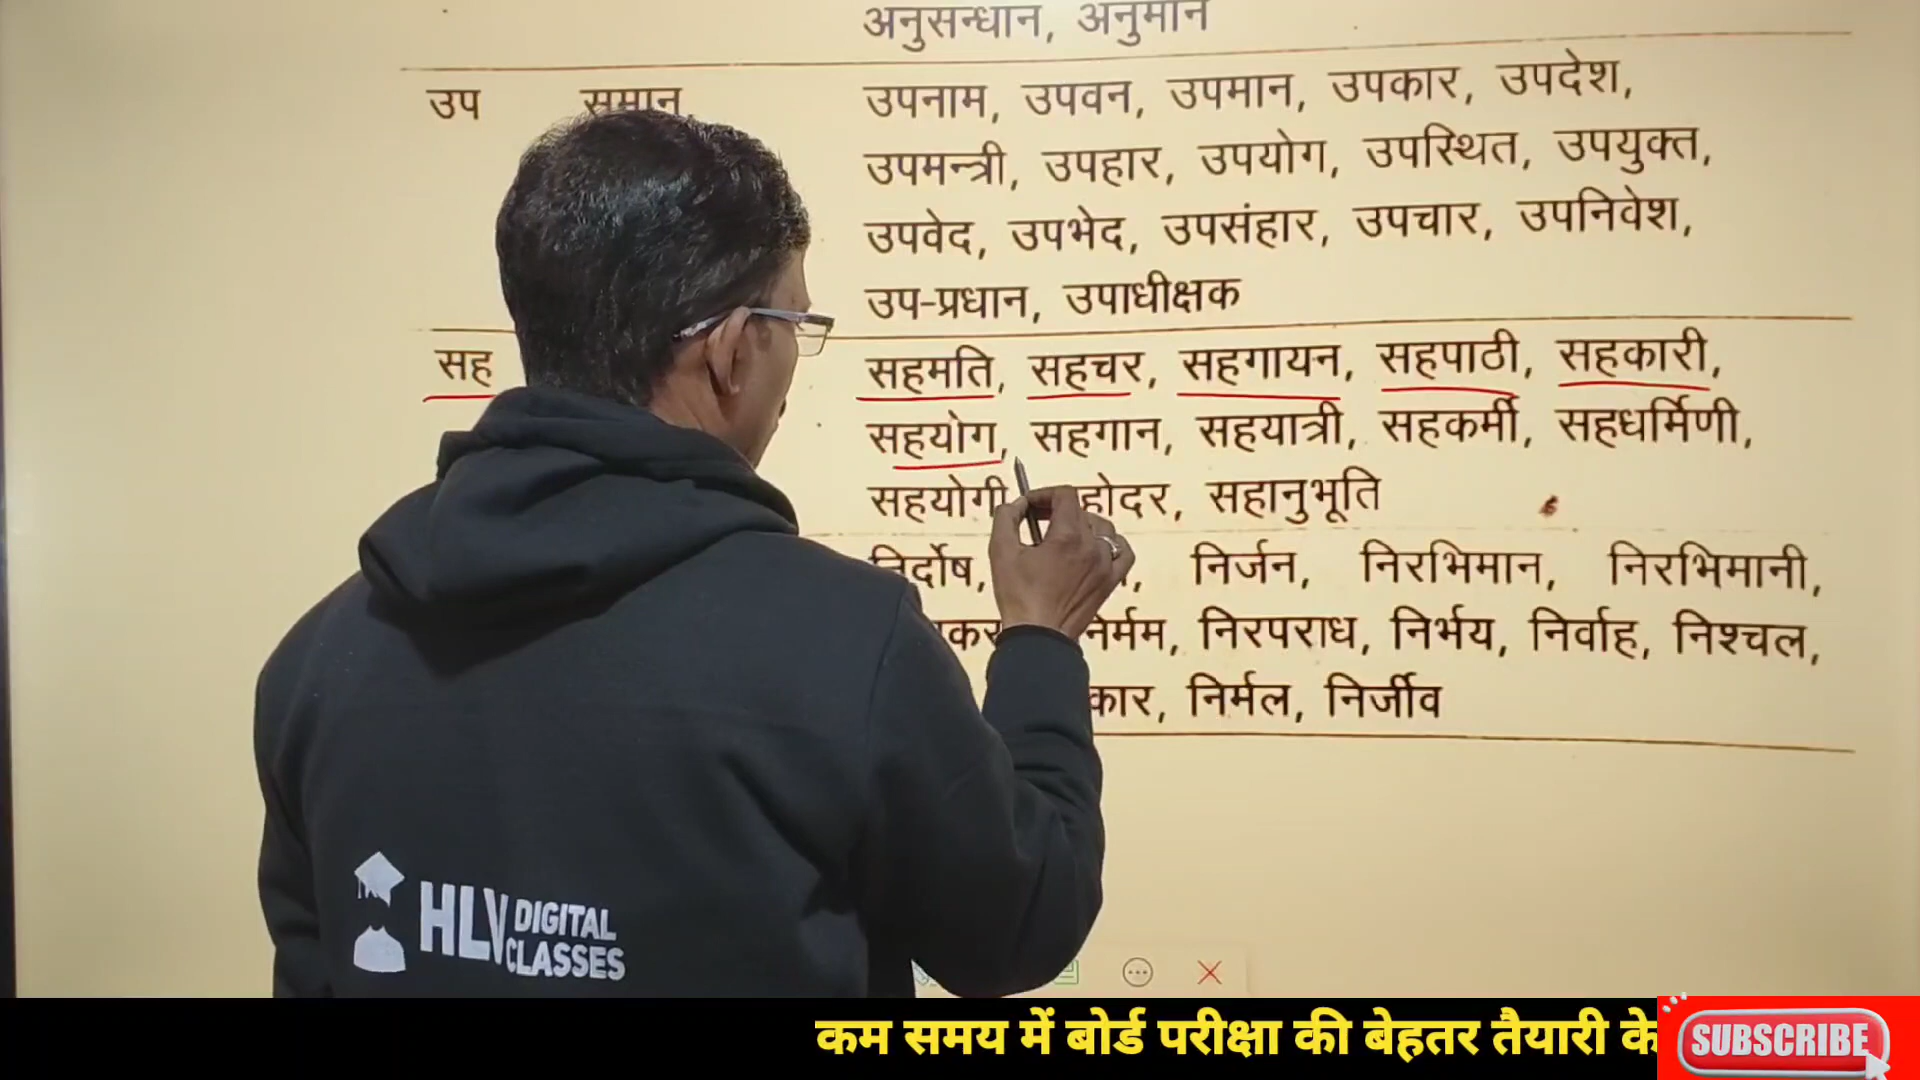 अनुसन्धान, अनुमान
उप समान उपनाम, उपवन, उपमान, उपकार, उपदेश,
उपमन्त्री, उपहार, उपयोग, उपस्थित, उपयुक्त,
उपवेद, उपभेद, उपसंहार, उपचार, उपनिवेश,
उप-प्रधान, उपाधीक्षक
सह सहमति, सहचर, सहगायन, सहपाठी, सहकारी,
सहयोग, सहगान, सहयात्री, सहकर्मी, सहधर्मिणी,
सहयोगी होदर, सहानुभूति
निर्दोष, निर्जन, निरभिमान, निरभिमानी,
निर्मम, निरपराध, निर्भय, निर्वाह, निश्चल,
कार, निर्मल, निर्जीव
HLV DIGITAL
CLASSES
कम समय में बोर्ड परीक्षा की बेहतर तैयारी के
SUBSCRIBE